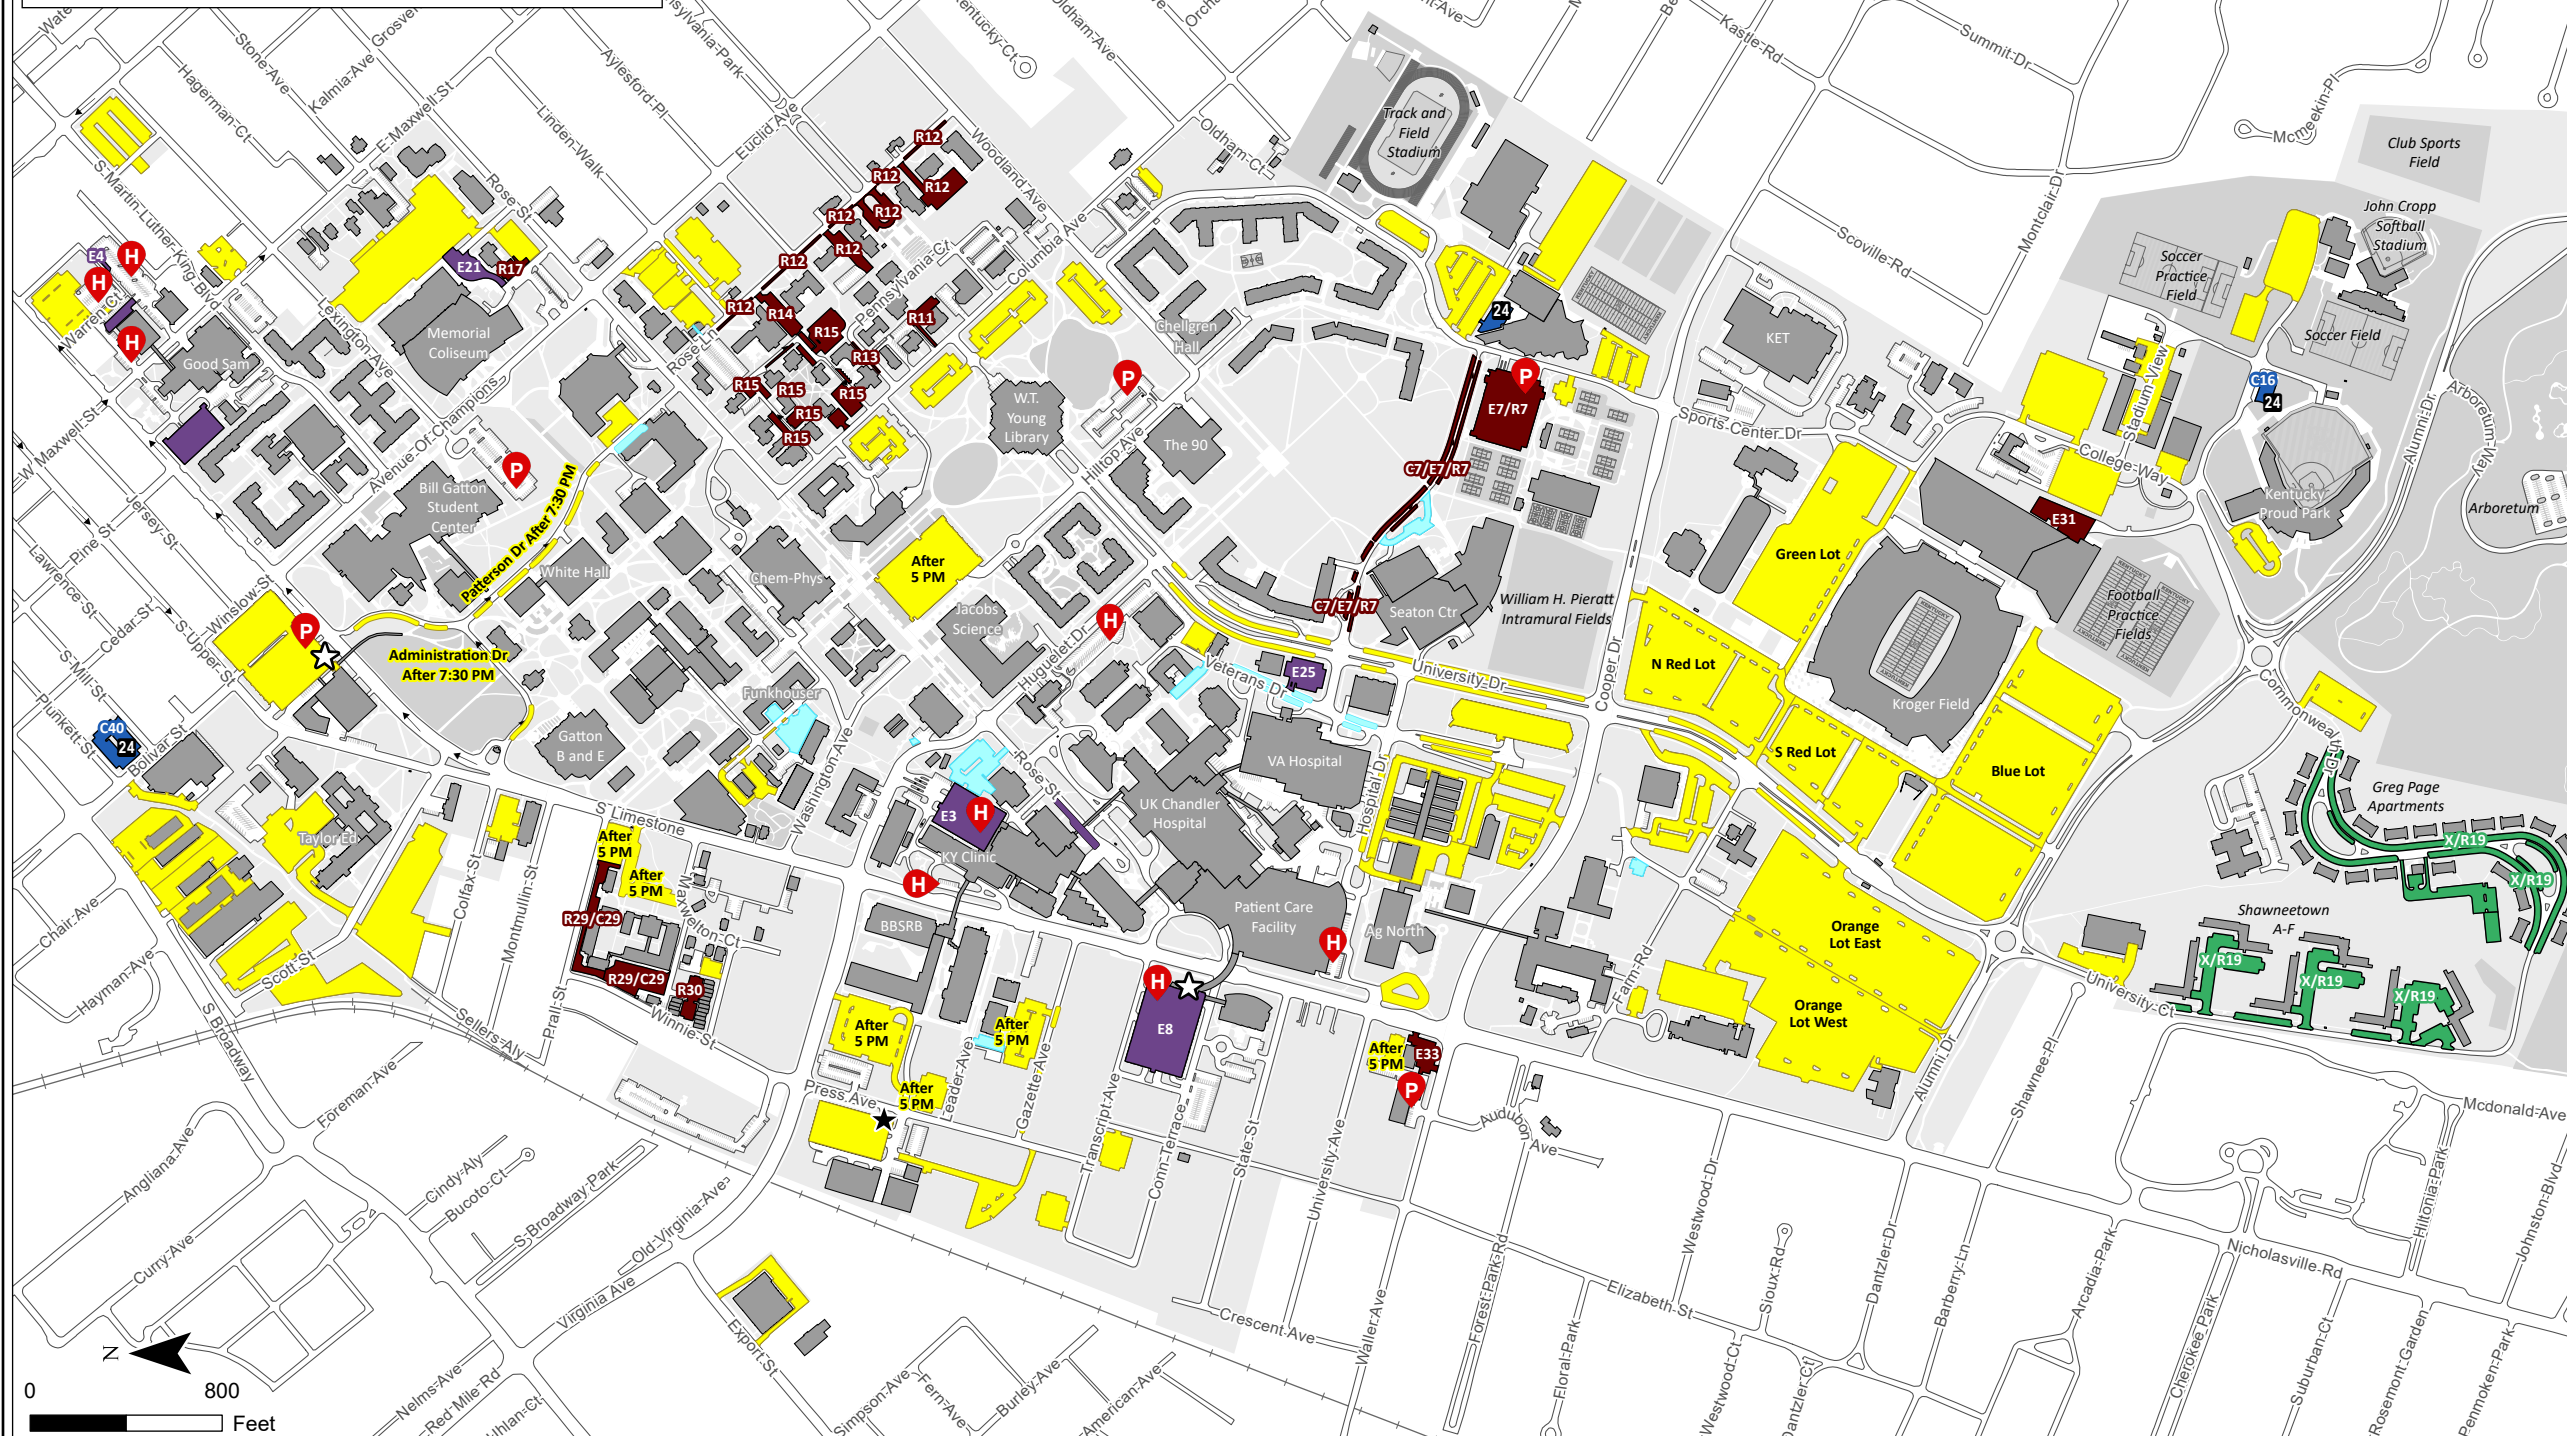 Kentucky-Ct
Oldham-Ave
Kastle-Rd
Summit-Dr
Mcmeekin-Pl
Stone-Ave
Kalmia-Ave
Hagerman-Ct
E-Maxwell-St
Linden-Walk
Aylesford-Pl
Euclid-Ave
Woodland-Ave
Oldham-Ct
Track and
Field
Stadium
Club Sports
Field
John Cropp
Softball
Stadium
Soccer
Practice
Field
Soccer Field
Montclair-Dr
Scoville-Rd
S-Martin-Luther-King-Blvd
Rose-St
R12
R12
R12
R12
R12
R12
R12
R12
E4
H
H
H
Warren-Ct
E21
R17
Lexington-Ave
Memorial
Coliseum
Good Sam
Rose-Ln
R14
R15
R13
R11
R15
R15
R15
R15
R15
Pennsylvania-Ct
Columbia-Ave
Chellgren
Hall
P
W.T.
Young
Library
The 90
Hilltop-Ave
24
P
E7/R7
C7/E7/R7
C7/E7/R7
KET
Sports-Center-Dr
Stadium-View
College-Way
C16
24
Kentucky
Proud Park
Alumni-Dr
Arboretum-Way
Arboretum
W-Maxwell-St
Avenue-Of-Champions
P
Bill Gatton
Student
Center
Patterson Dr After 7:30 PM
White Hall
Chem-Phys
After
5 PM
Jacobs
Science
Jersey-St
Pine-St
Lawrence-St
Cedar-St
Winslow-St
S-Upper-St
S-Mill-St
Plunkett-St
P
Administration Dr
After 7:30 PM
C40
24
Bolivar-St
Gatton
B and E
Funkhouser
Washington-Ave
Huguelet-Dr
H
Veterans Dr
E25
Seaton Ctr
William H. Pieratt
Intramural Fields
University-Dr
Cooper-Dr
Green Lot
N Red Lot
S Red Lot
Blue Lot
Kroger Field
E31
Football
Practice
Fields
KENTUCKY
Commonwealth-Dr
Greg Page
Apartments
X/R19
X/R19
Shawneetown
A-F
X/R19
X/R19
X/R19
Taylor Ed
S Limestone
After
5 PM
After
5 PM
Maxwelton-Ct
R29/C29
R29/C29
R30
Winnie-St
Colfax-St
Montmullin-St
Prall-St
Scott-St
Sellers-Aly
Chair-Ave
Hayman-Ave
S Broadway
E3
H
KY Clinic
H
BBSRB
Rose-St
UK Chandler
Hospital
VA Hospital
Hospital-Dr
Patient Care
Facility
H
Ag North
H
E8
Orange
Lot East
Orange
Lot West
Farm-Rd
University-Ct
Alumni-Dr
Shawnee-Pl
After
5 PM
After
5 PM
After
5 PM
After
5 PM
E33
P
Press Ave
Leader-Ave
Gazette-Ave
Transcript-Ave
Conn-Terrace
State-St
University-Ave
Audubon Ave
Mcdonald-Ave
Foreman-Ave
Angliana-Ave
Cindy-Aly
Bucoto-Ct
S-Broadway-Park
Curry-Ave
Old-Virginia-Ave
Virginia Ave
Export-St
Crescent-Ave
Waller-Ave
Forest-Park-Rd
Floral-Park
Elizabeth-St
Westwood-Dr
Westwood-Ct
Sioux-Rd
Dantzler-Dr
Dantzler-Ct
Barberry-Ln
Arcadia-Park
Cherokee-Park
Nicholasville-Rd
Hiltonia-Park
Johnston-Blvd
Suburban-Ct
Rosemont-Garden
Penmoken-Park
Nelms-Ave
Red-Mile Rd
Simpson-Ave
Fern-Ave
Burley-Ave
American-Ave
N
0 800
Feet